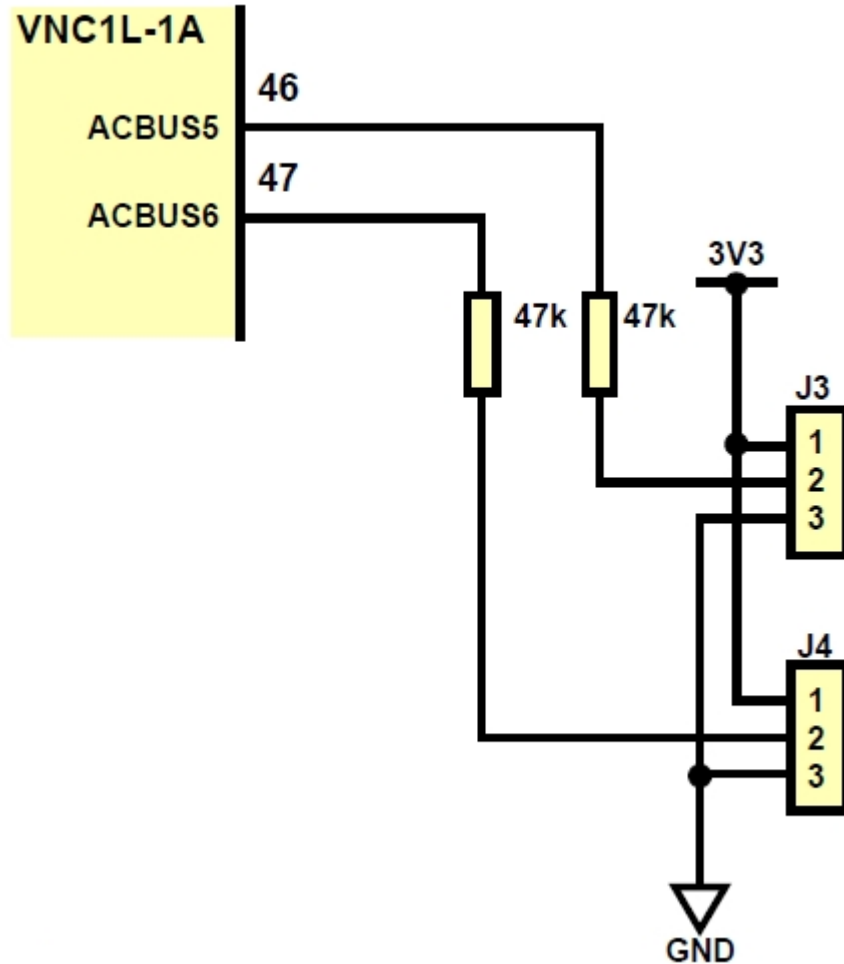 VNC1L-1A
46
ACBUS5
47
ACBUS6
3V3
47k 47k
J3
1
2
3
J4
1
2
3
GND